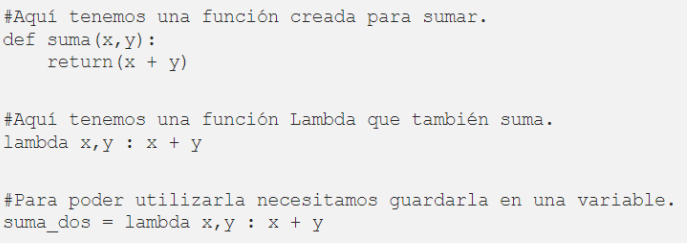 #Aquí tenemos una función creada para sumar.
def suma(x,y):
    return(x + y)
#Aquí tenemos una función Lambda que también suma.
lambda x,y : x + y
#Para poder utilizarla necesitamos guardarla en una variable.
suma_dos = lambda x,y : x + y